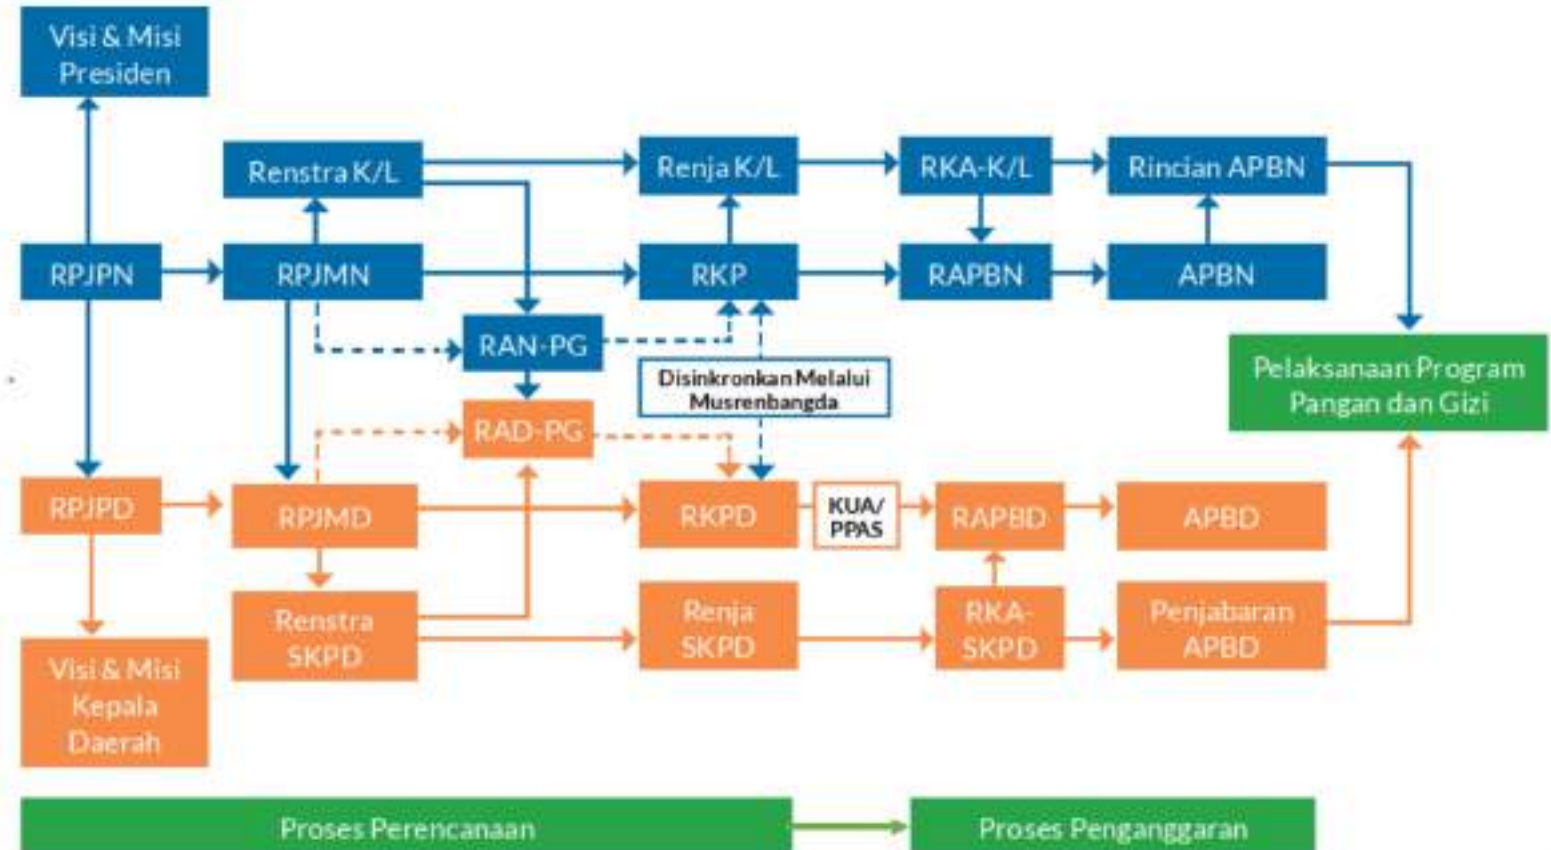 Visi & Misi
Presiden
Renstra K/L
Renja K/L
RKA-K/L
Rincian APBN
RPJPN
RPJMN
RKP
RAPBN
APBN
RAN-PG
Pelaksanaan Program
Pangan dan Gizi
Disinkronkan Melalui
Musrenbangda
RAD-PG
RPJPD
RPJMD
RKPD
KUA/
PPAS
RAPBD
APBD
Renstra
SKPD
Renja
SKPD
RKA-
SKPD
Penjabaran
APBD
Visi & Misi
Kepala
Daerah
Proses Perencanaan
Proses Penganggaran